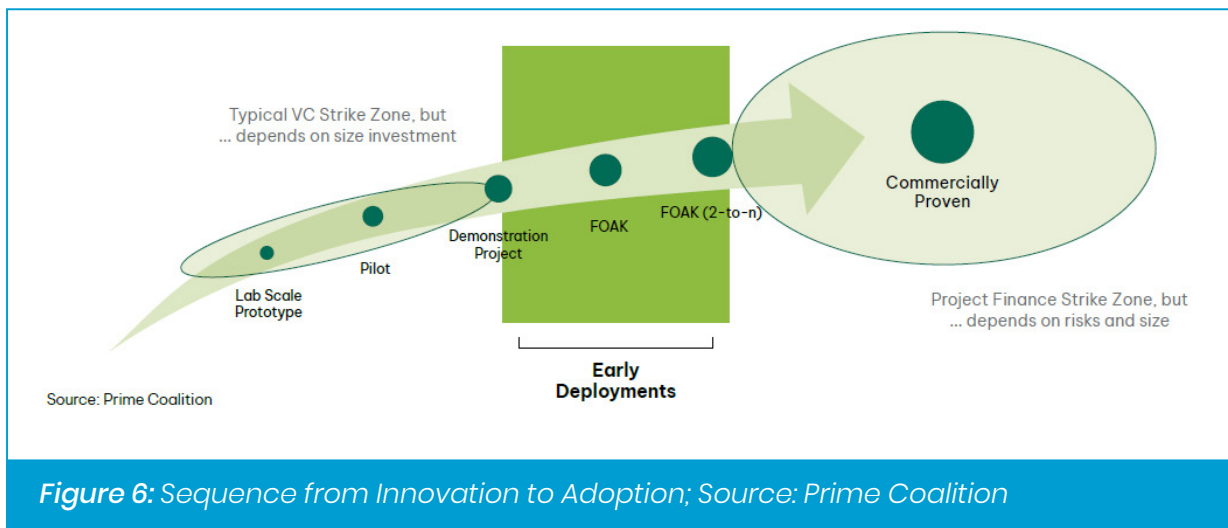 Typical VC Strike Zone, but
... depends on size investment
Lab Scale
Prototype
Pilot
Demonstration
Project
FOAK
FOAK (2-to-n)
Commercially
Proven
Project Finance Strike Zone, but
... depends on risks and size
Early
Deployments
Source: Prime Coalition
Figure 6: Sequence from Innovation to Adoption; Source: Prime Coalition